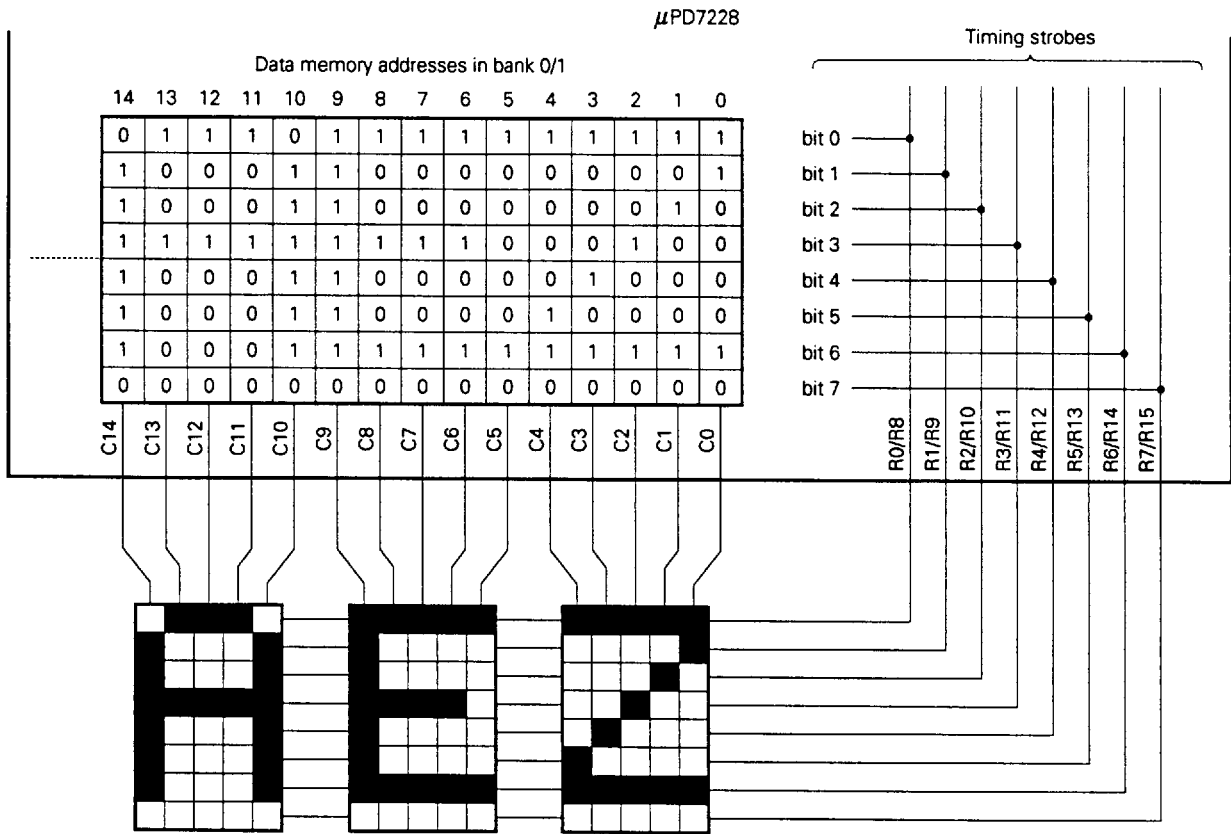 μPD7228
Timing strobes
Data memory addresses in bank 0/1
14 13 12 11 10 9 8 7 6 5 4 3 2 1 0
0 1 1 1 0 1 1 1 1 1 1 1 1 1 1 bit 0
1 0 0 0 1 1 0 0 0 0 0 0 0 0 1 bit 1
1 0 0 0 1 1 0 0 0 0 0 0 0 1 0 bit 2
1 1 1 1 1 1 1 1 1 0 0 0 1 0 0 bit 3
1 0 0 0 1 1 0 0 0 0 0 1 0 0 0 bit 4
1 0 0 0 1 1 0 0 0 0 1 0 0 0 0 bit 5
1 0 0 0 1 1 1 1 1 1 1 1 1 1 1 bit 6
0 0 0 0 0 0 0 0 0 0 0 0 0 0 0 bit 7
C14 C13 C12 C11 C10 C9 C8 C7 C6 C5 C4 C3 C2 C1 C0 R0/R8 R1/R9 R2/R10 R3/R11 R4/R12 R5/R13 R6/R14 R7/R15